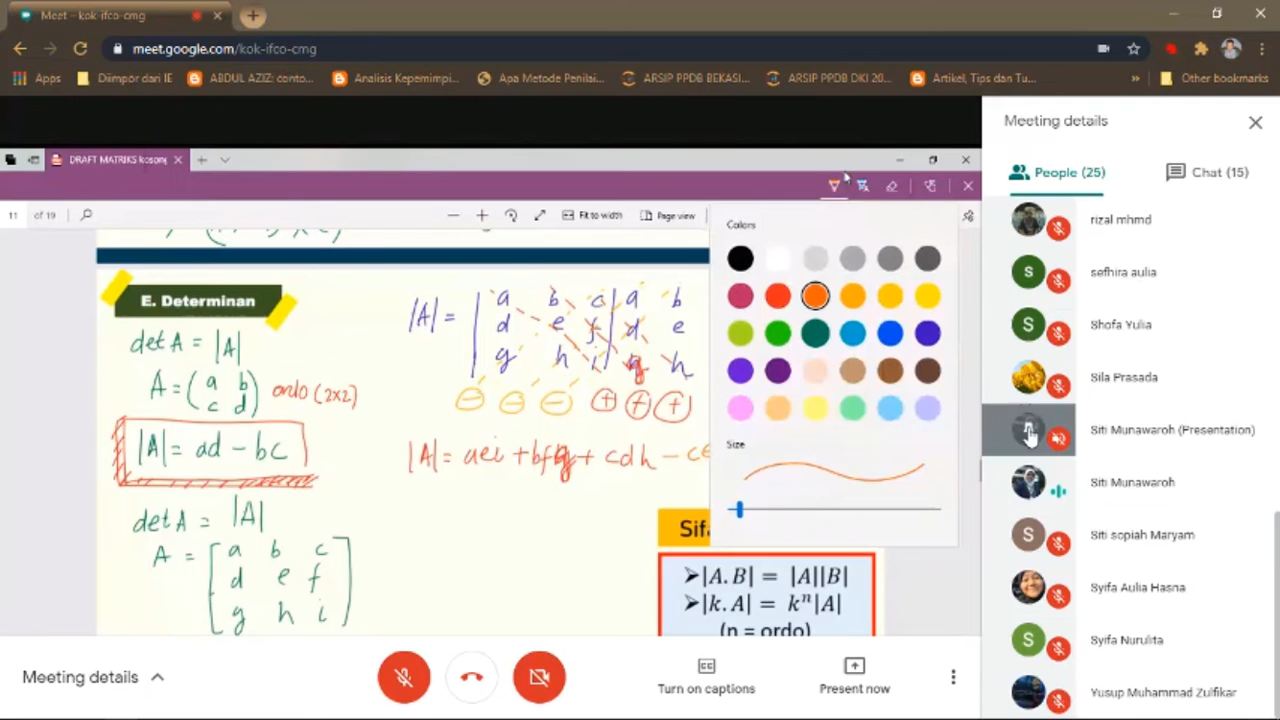 Meet – kok-ifco-cmg
meet.google.com/kok-ifco-cmg
Apps
Diimpor dari IE
ABDUL AZIZ: conto...
Analisis Kepemimpi...
Apa Metode Penilai...
ARSIP PPDB BEKASI...
ARSIP PPDB DKI 20...
Artikel, Tips dan Tu...
»
Other bookmarks
DRAFT MATRIKS kosong
11 of 19
Fit to width
Page view
E. Determinan
det A = |A|
A = (a b
c d) ordo (2x2)
|A| = ad - bc
det A = |A|
A = [a b c
d e f
g h i]
|A| = | a b c | a b
d e f | d e
g h i | g h
- - - + + +
|A| = aei + bfg + cdh - ce
Sif
➢|A.B| = |A||B|
➢|k.A| = kⁿ|A|
(n = ordo)
Colors
Size
Meeting details
People (25)
Chat (15)
rizal mhmd
S sefhira aulia
S Shofa Yulia
Sila Prasada
Siti Munawaroh (Presentation)
Siti Munawaroh
S Siti sopiah Maryam
Syifa Aulia Hasna
S Syifa Nurulita
Yusup Muhammad Zulfikar
Meeting details
Turn on captions
Present now